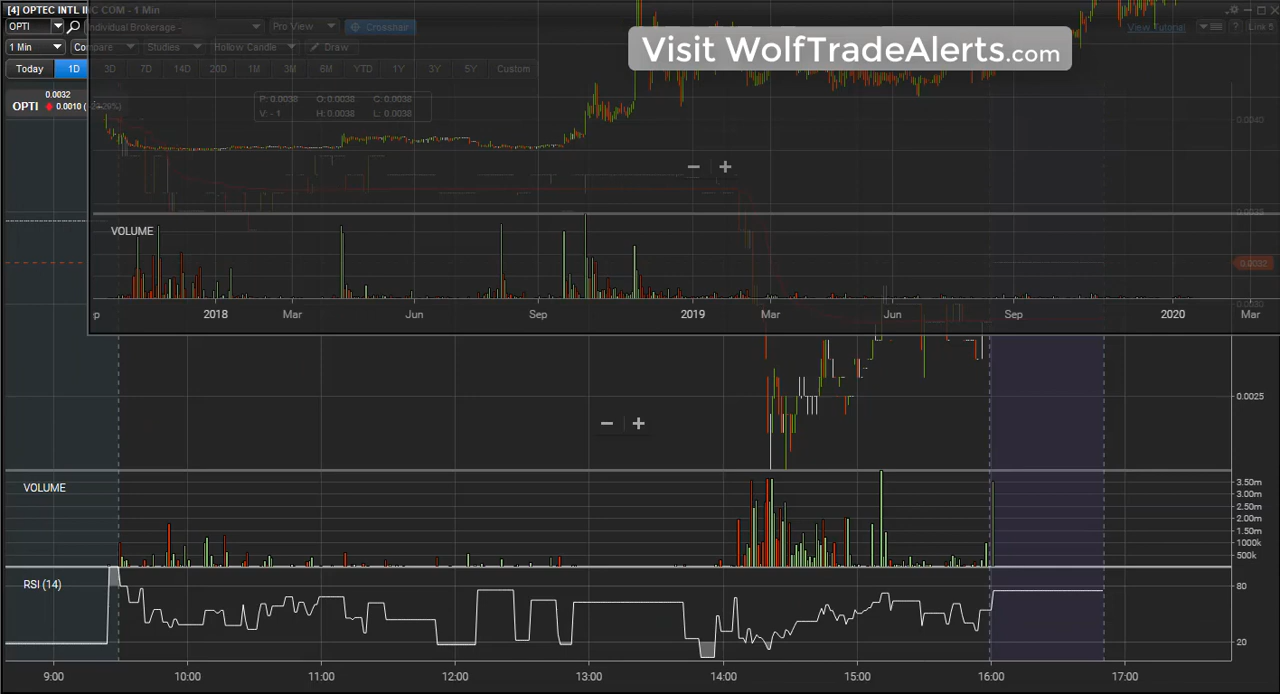 [4] OPTEC INTL INC COM - 1 Min
OPTI Individual Brokerage - Pro View Crosshair View Tutorial ? Link 5
1 Min Compare Studies Hollow Candle Draw
Visit WolfTradeAlerts.com
Today 1D 3D 7D 14D 20D 1M 3M 6M YTD 1Y 3Y 5Y Custom
0.0032
OPTI 0.0010
P: 0.0038 O: 0.0038 C: 0.0038
V: - 1 H: 0.0038 L: 0.0038
0.0040
VOLUME
0.0032
2018 Mar Jun Sep 2019 Mar Jun Sep 2020 Mar
0.0025
VOLUME
3.50m
3.00m
2.50m
2.00m
1.50m
1000k
500k
RSI (14)
80
20
9:00 10:00 11:00 12:00 13:00 14:00 15:00 16:00 17:00